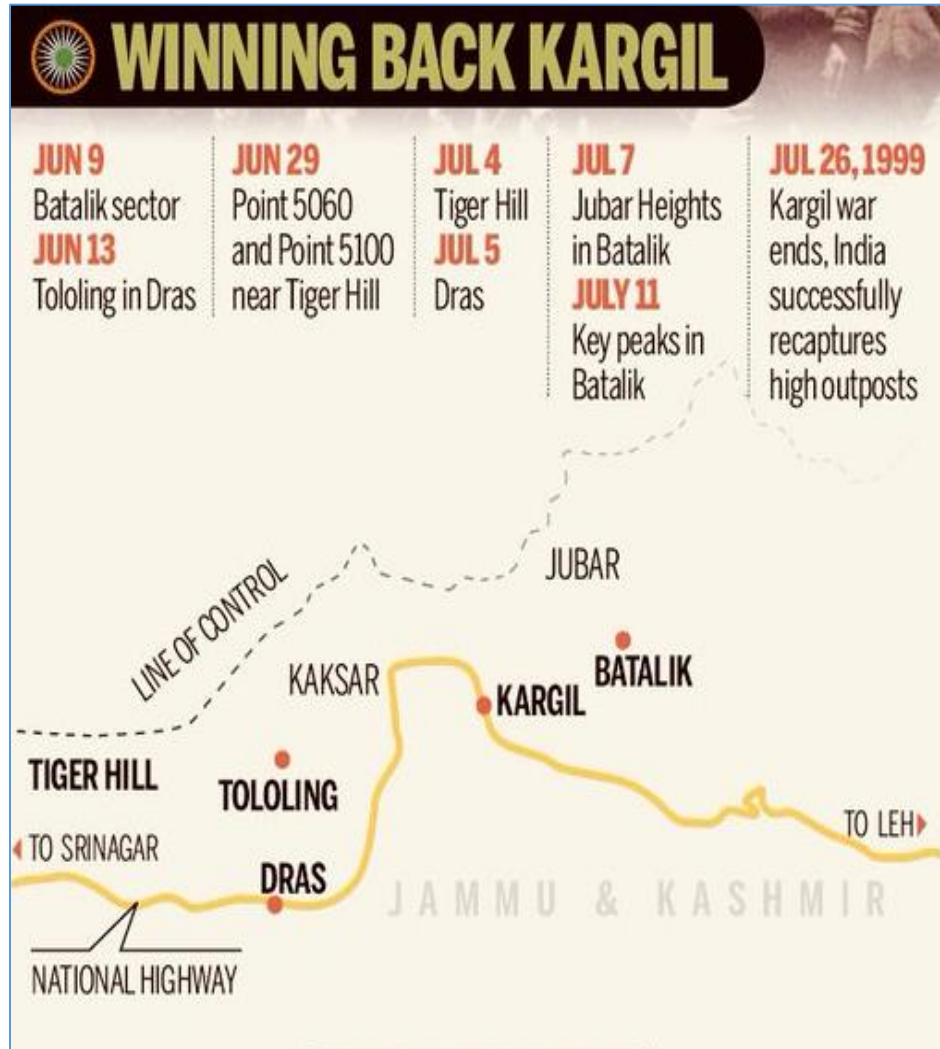 WINNING BACK KARGIL
JUN 9
Batalik sector
JUN 13
Tololing in Dras
JUN 29
Point 5060
and Point 5100
near Tiger Hill
JUL 4
Tiger Hill
JUL 5
Dras
JUL 7
Jubar Heights
in Batalik
JULY 11
Key peaks in
Batalik
JUL 26, 1999
Kargil war
ends, India
successfully
recaptures
high outposts
LINE OF CONTROL
JUBAR
KAKSAR
BATALIK
KARGIL
TIGER HILL
TOLOLING
TO SRINAGAR
TO LEH
DRAS
JAMMU & KASHMIR
NATIONAL HIGHWAY